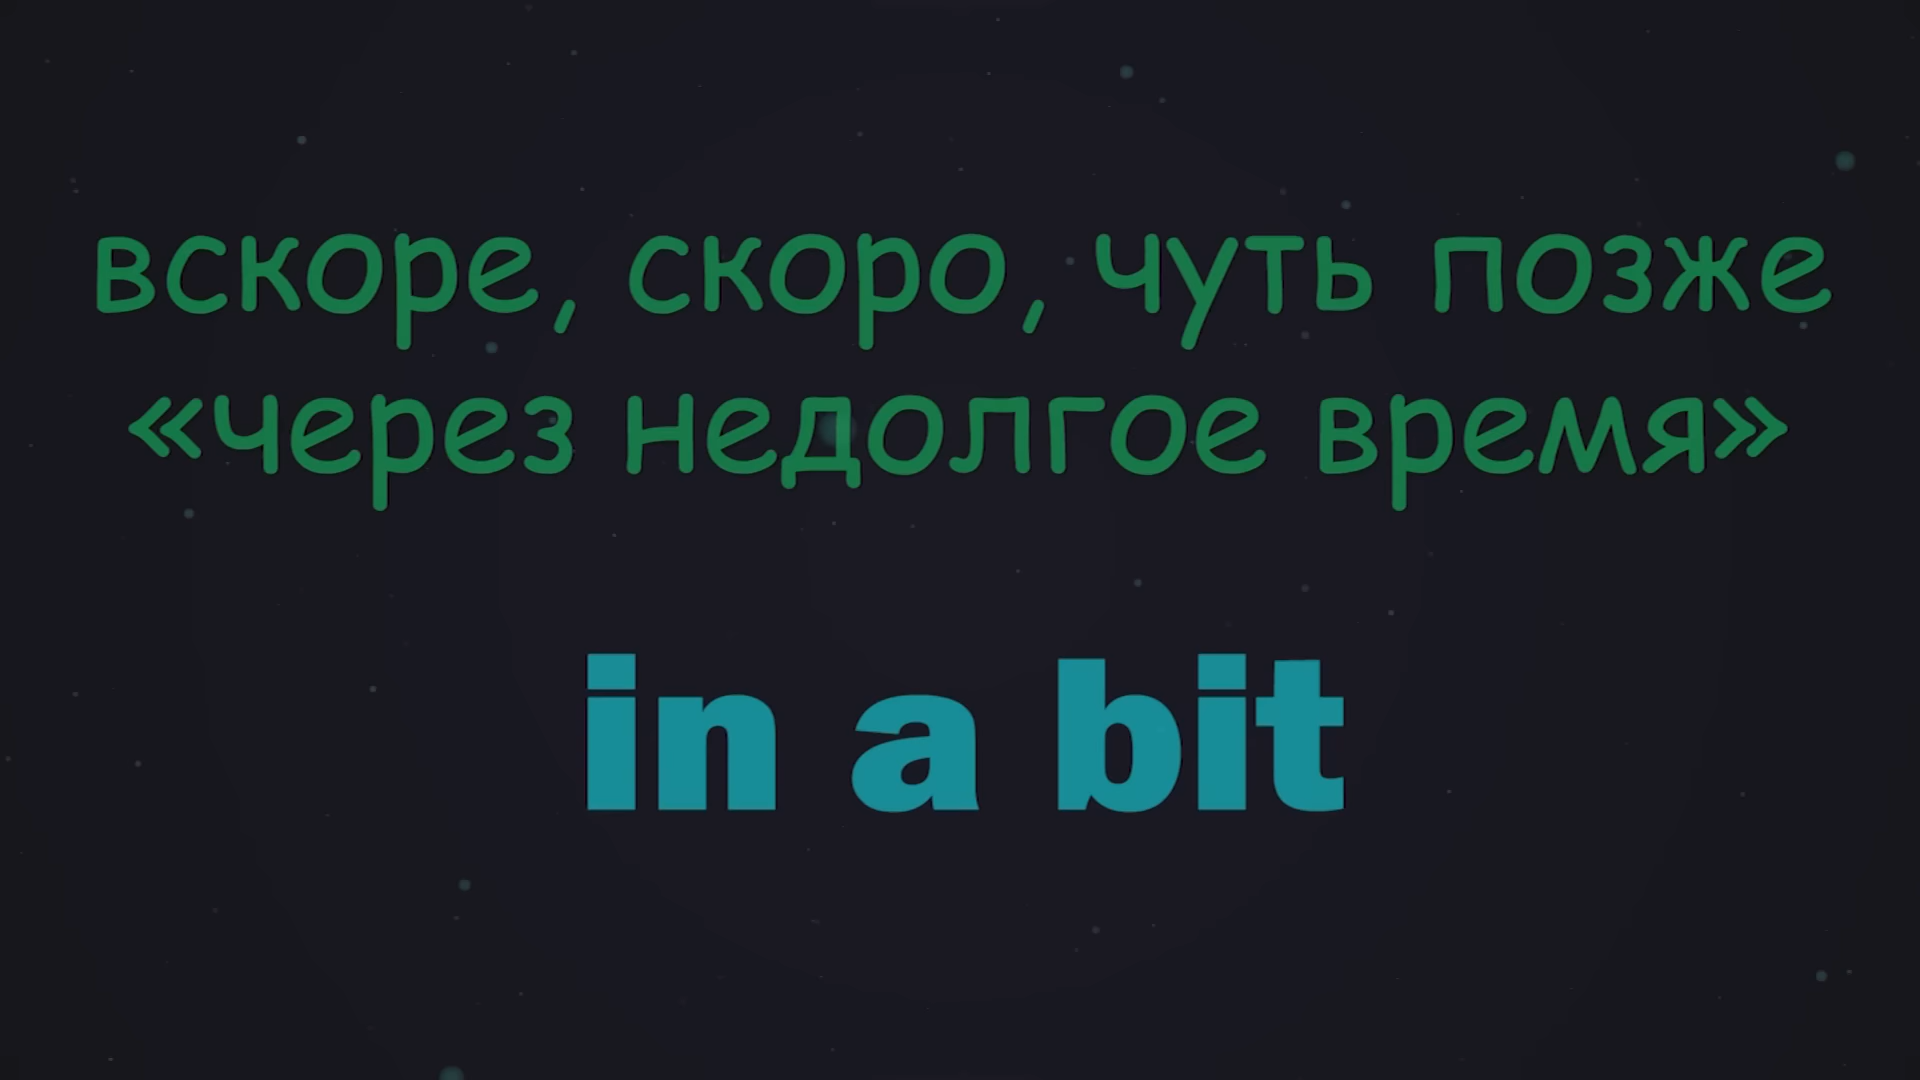 вскоре, скоро, чуть позже
«через недолгое время»
in a bit